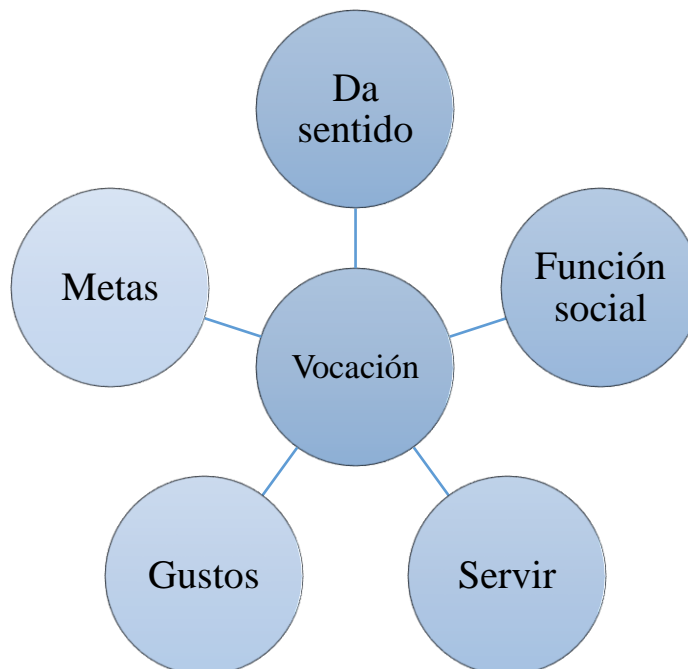 Da
sentido
Función
social
Metas
Vocación
Gustos
Servir